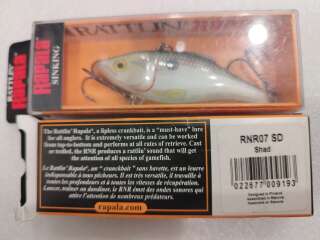 RATTLIN'
RAPALA
SINKING
RAPALA
The Rattlin' Rapala, a lipless crankbait, is a "must-have" lure
for all anglers. It is extremely versatile and can be worked
from top-to-bottom and performs at all rates of retrieve. Cast
or trolled, the RNR produces a rattlin' sound that will get
the attention of all species of gamefish.
Le Rattlin' Rapala, un "crankbait" sans bavette, est un leurre
indispensable à tous pêcheurs. Il est très versatile, il travaille à
toutes les profondeurs et à toutes les vitesses de récupération.
Lancer, traîner ou dandiner, le RNR émet des ondes sonores
attirant l'attention de nombreux prédateurs.
rapala.com
RNR07 SD
Shad
022677 009193